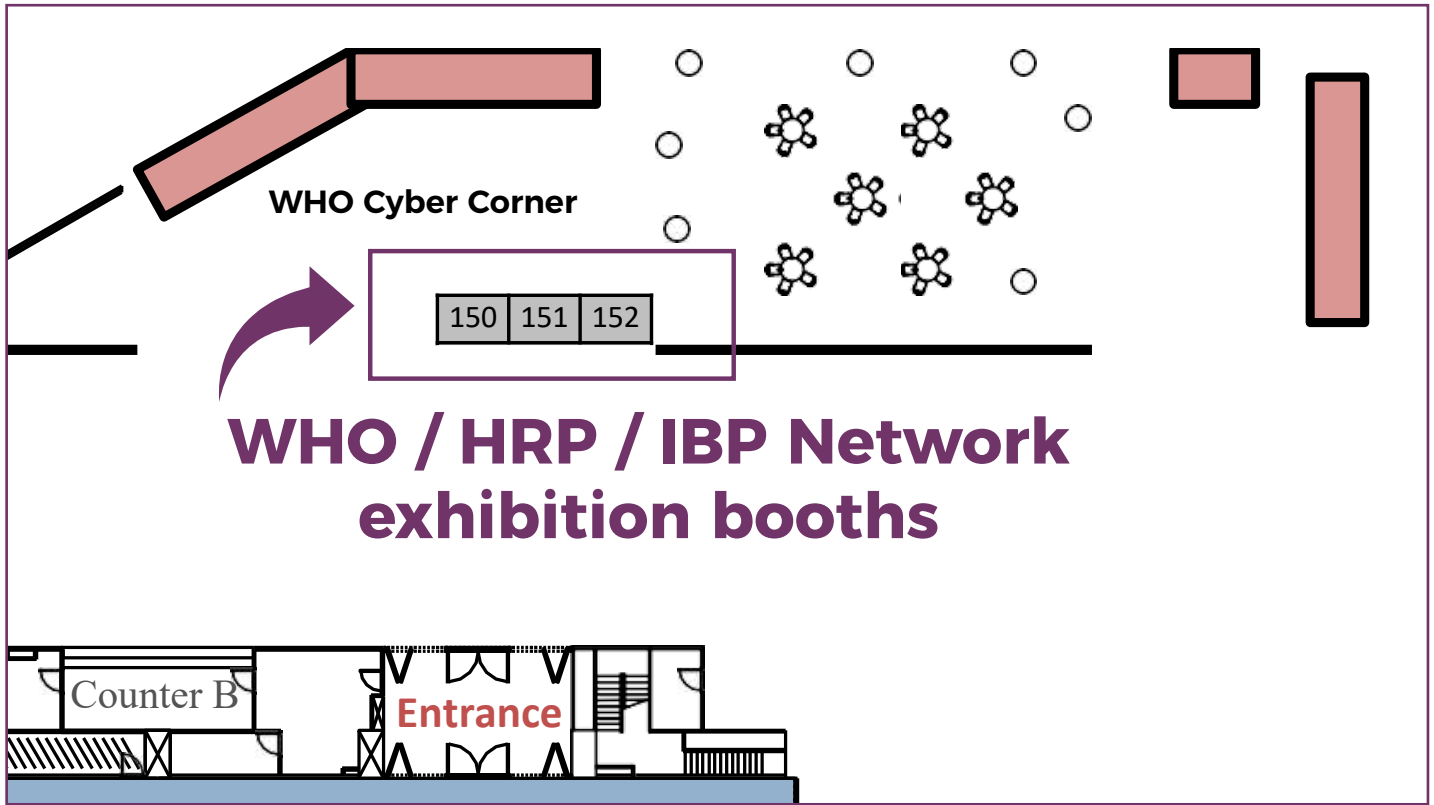 WHO Cyber Corner
150 151 152
WHO / HRP / IBP Network
exhibition booths
Counter B
Entrance